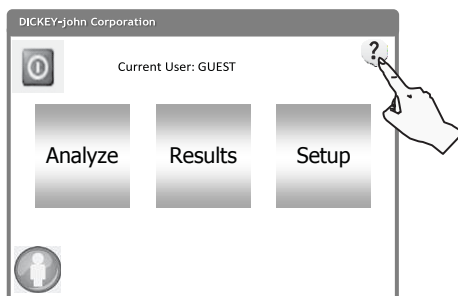 DICKEY-john Corporation
?
Current User: GUEST
Analyze
Results
Setup